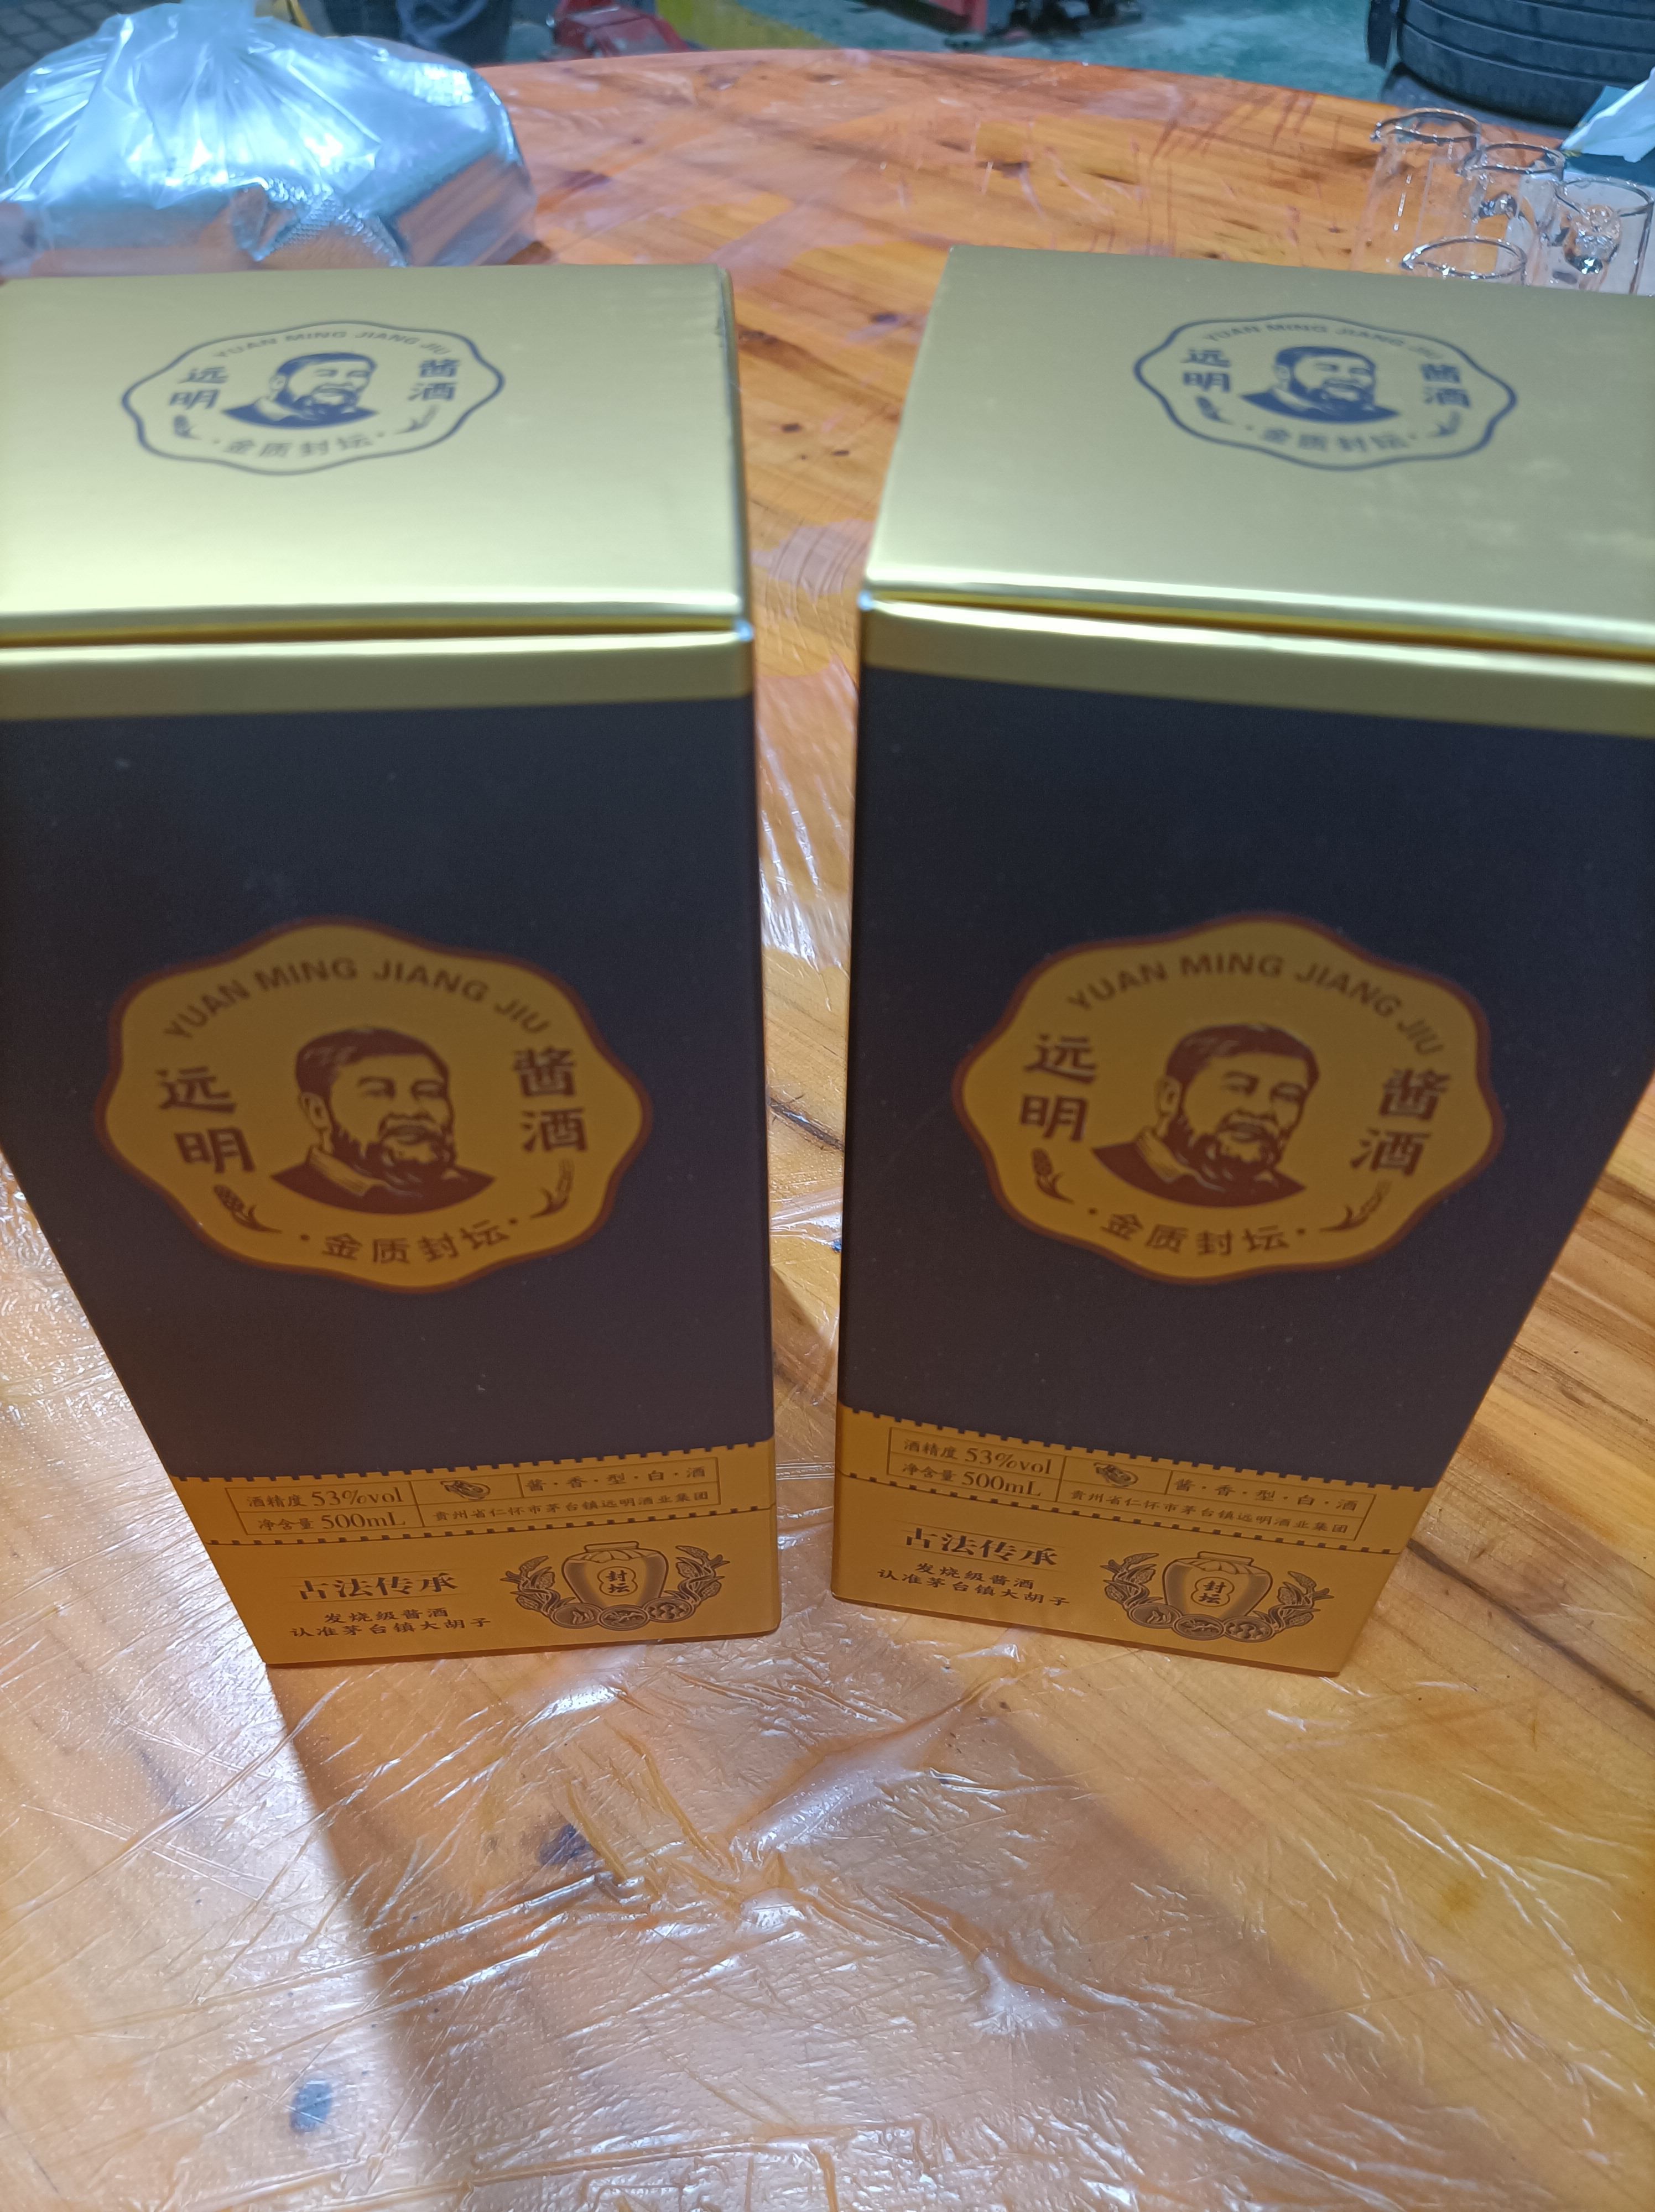 YUAN MING JIANG JIU
远明
酱酒
·金质封坛·
YUAN MING JIANG JIU
远明
酱酒
·金质封坛·
YUAN MING JIANG JIU
远明
酱酒
·金质封坛·
酒精度 53%vol
净含量 500mL
酱·香·型·白·酒
贵州省仁怀市茅台镇远明酒业集团
古法传承
发烧级酱酒
认准茅台镇大胡子
封坛
YUAN MING JIANG JIU
远明
酱酒
·金质封坛·
酒精度 53%vol
净含量 500mL
酱·香·型·白·酒
贵州省仁怀市茅台镇远明酒业集团
古法传承
发烧级酱酒
认准茅台镇大胡子
封坛